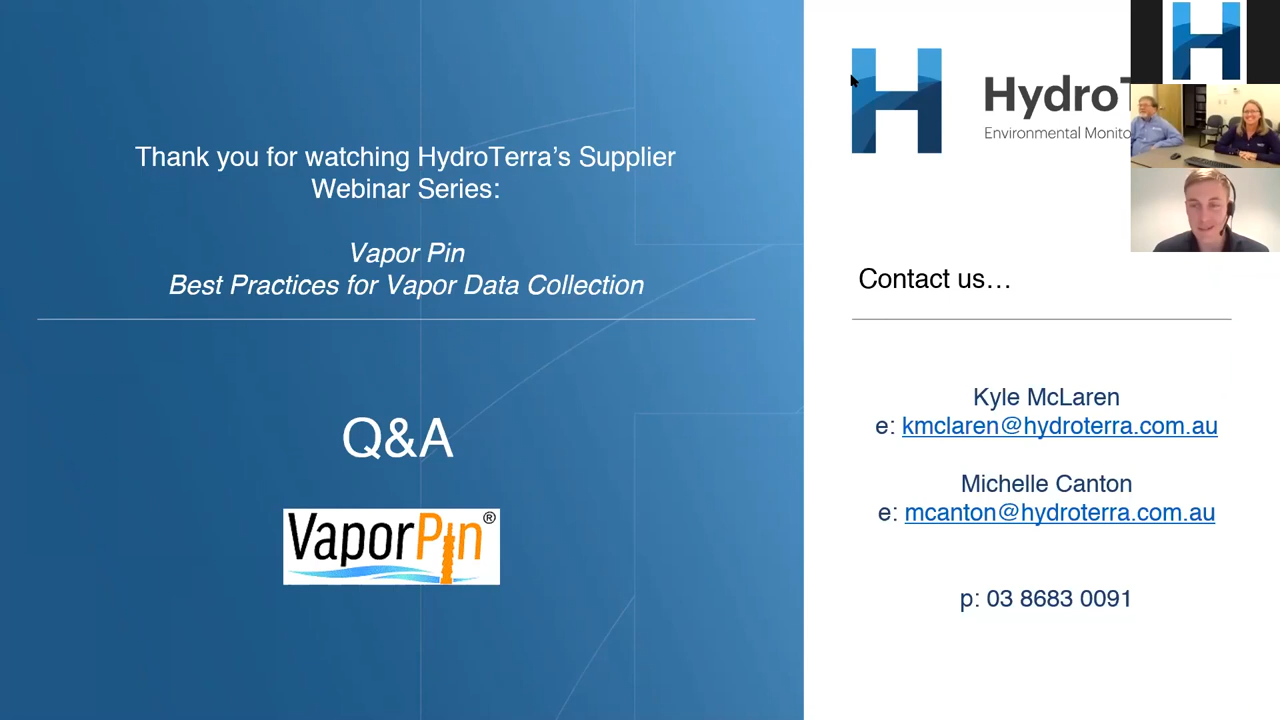 Thank you for watching HydroTerra’s Supplier
Webinar Series:
Vapor Pin
Best Practices for Vapor Data Collection
Q&A
VaporPin®
Hydro
Environmental
Contact us…
Kyle McLaren
e: kmclaren@hydroterra.com.au
Michelle Canton
e: mcanton@hydroterra.com.au
p: 03 8683 0091